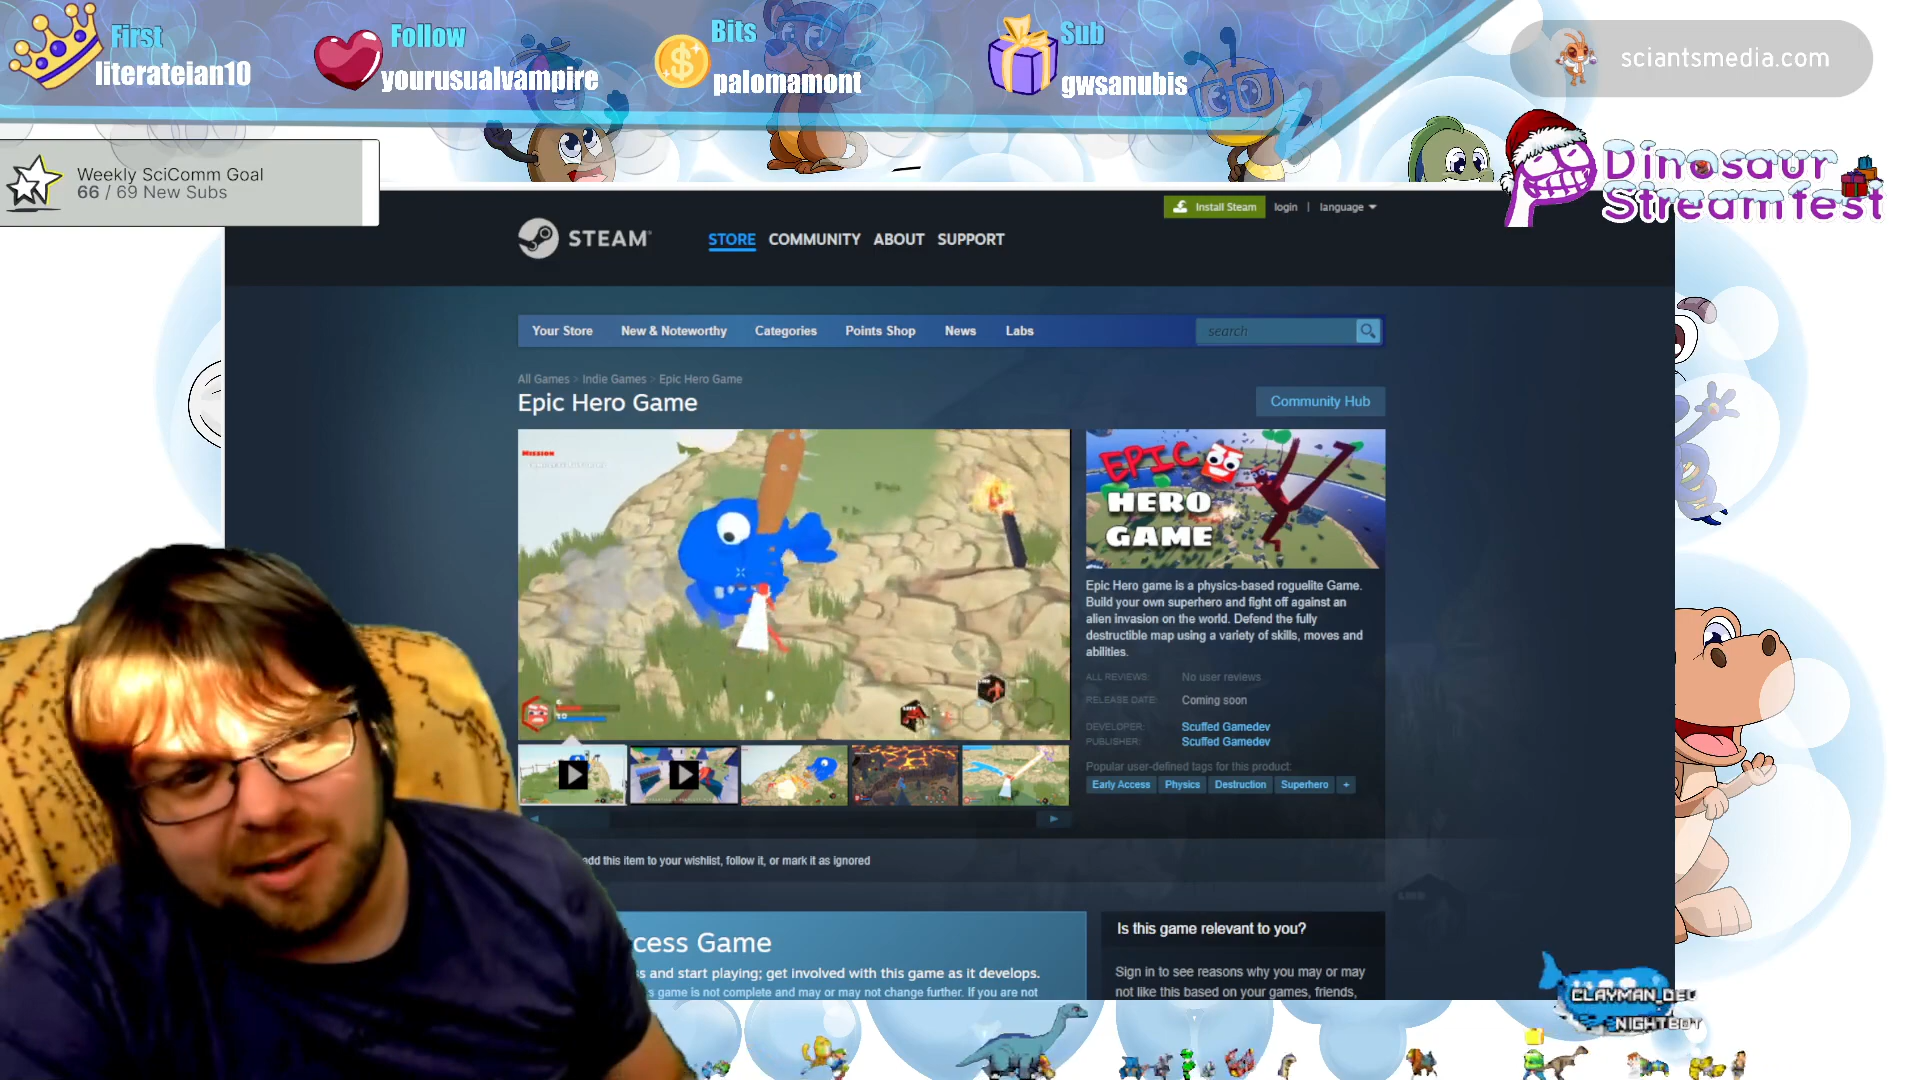 First
literateian10
Follow
yourusualvampire
Bits
palomamont
Sub
gwsanubis
sciantsmedia.com
Weekly SciComm Goal
66 / 69 New Subs
Dinosaur
Streamfest
Install Steam
login
language
STEAM
STORE
COMMUNITY
ABOUT
SUPPORT
Your Store
New & Noteworthy
Categories
Points Shop
News
Labs
search
All Games > Indie Games > Epic Hero Game
Epic Hero Game
Community Hub
Mission
EPIC
HERO
GAME
Epic Hero game is a physics-based roguelite Game.
Build your own superhero and fight off against an
alien invasion on the world. Defend the fully
destructible map using a variety of skills, moves and
abilities.
ALL REVIEWS: No user reviews
RELEASE DATE: Coming soon
DEVELOPER: Scuffed Gamedev
PUBLISHER: Scuffed Gamedev
Popular user-defined tags for this product:
Early Access
Physics
Destruction
Superhero
+
add this item to your wishlist, follow it, or mark it as ignored
cess Game
s and start playing; get involved with this game as it develops.
s game is not complete and may or may not change further. If you are not
Is this game relevant to you?
Sign in to see reasons why you may or may
not like this based on your games, friends,
NIGHTBOT